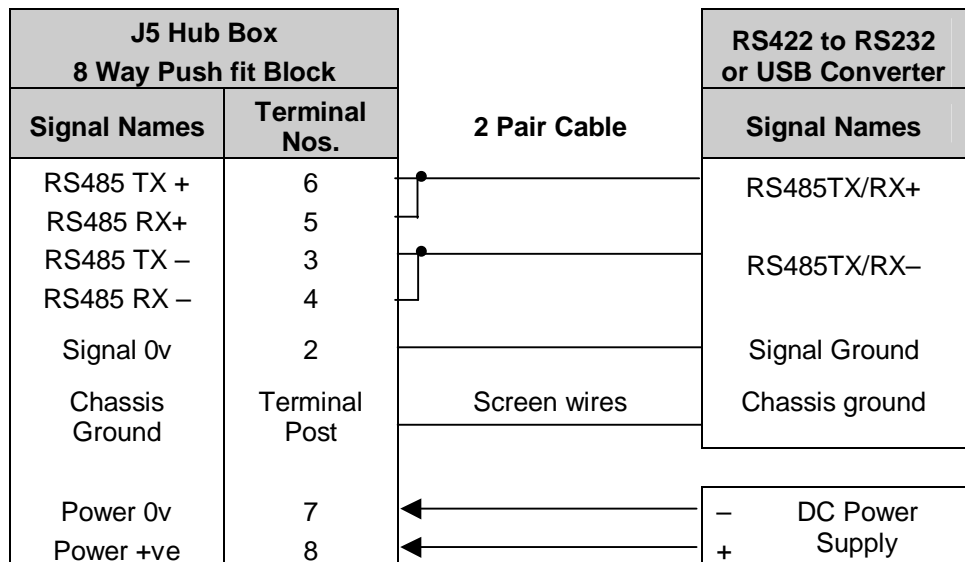 J5 Hub Box
8 Way Push fit Block
RS422 to RS232
or USB Converter
Signal Names
Terminal
Nos.
2 Pair Cable
Signal Names
RS485 TX +
6
RS485TX/RX+
RS485 RX+
5
RS485 TX –
3
RS485TX/RX–
RS485 RX –
4
Signal 0v
2
Signal Ground
Chassis
Ground
Terminal
Post
Screen wires
Chassis ground
Power 0v
7
–
DC Power
Supply
Power +ve
8
+